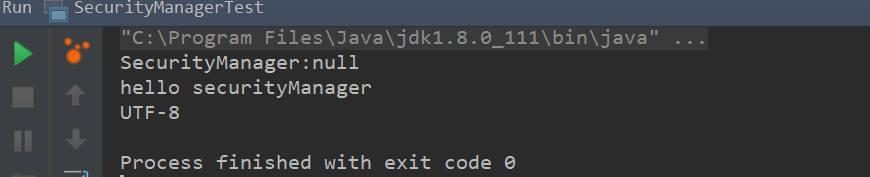 Run SecurityManagerTest
"C:\Program Files\Java\jdk1.8.0_111\bin\java" ...
SecurityManager:null
hello securityManager
UTF-8
Process finished with exit code 0